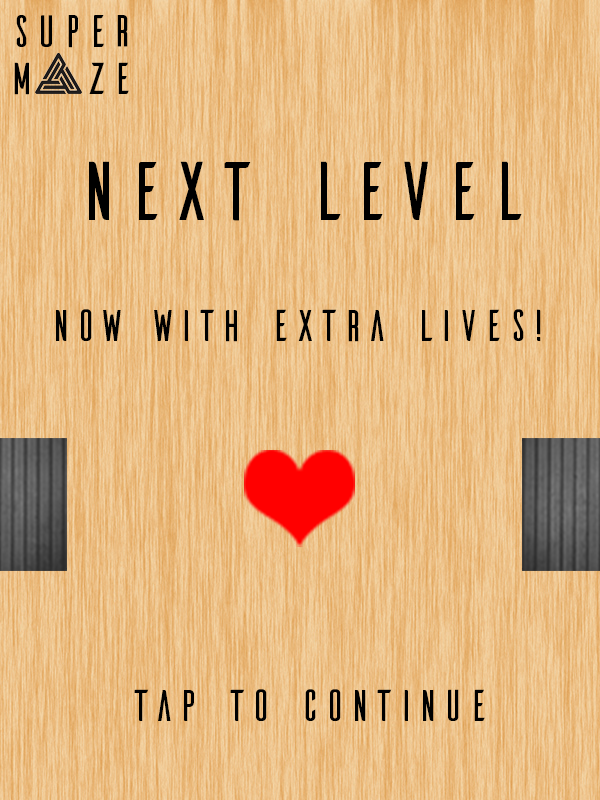 SUPER
MAZE
NEXT LEVEL
NOW WITH EXTRA LIVES!
TAP TO CONTINUE